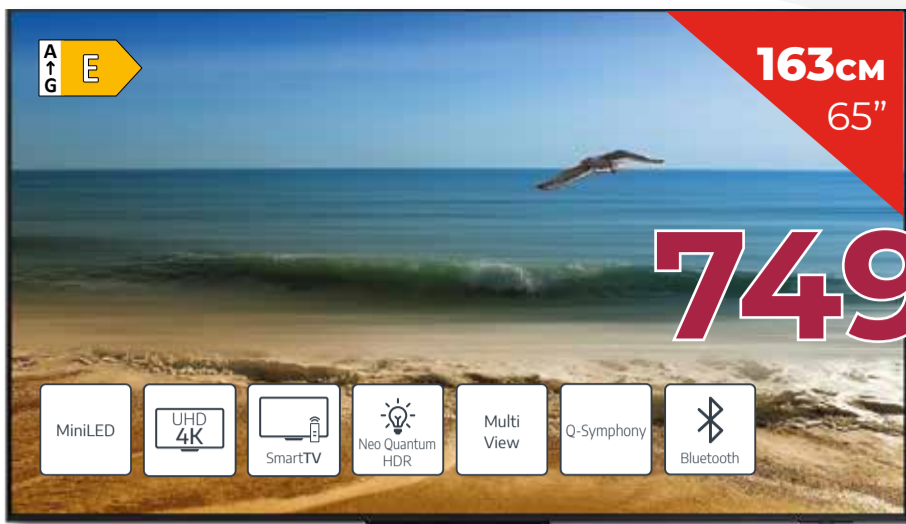 A
↑
G
E
163см
65”
749
MiniLED
UHD
4K
SmartTV
Neo Quantum
HDR
Multi
View
Q-Symphony
Bluetooth